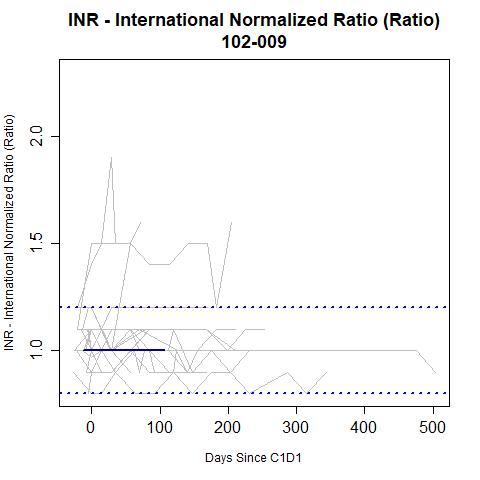 INR - International Normalized Ratio (Ratio)
102-009
INR - International Normalized Ratio (Ratio)
2.0
1.5
1.0
0 100 200 300 400 500
Days Since C1D1